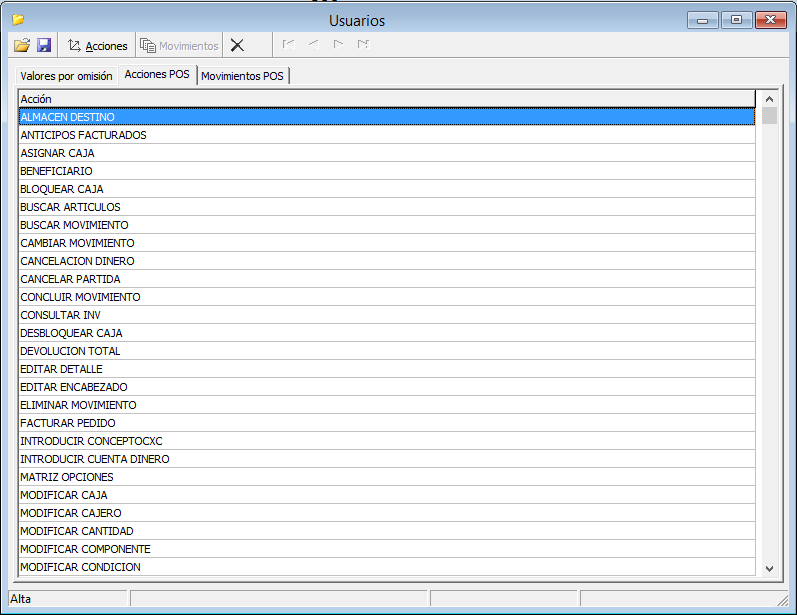 Usuarios
Acciones
Movimientos
Valores por omisión
Acciones POS
Movimientos POS
Acción
ALMACEN DESTINO
ANTICIPOS FACTURADOS
ASIGNAR CAJA
BENEFICIARIO
BLOQUEAR CAJA
BUSCAR ARTICULOS
BUSCAR MOVIMIENTO
CAMBIAR MOVIMIENTO
CANCELACION DINERO
CANCELAR PARTIDA
CONCLUIR MOVIMIENTO
CONSULTAR INV
DESBLOQUEAR CAJA
DEVOLUCION TOTAL
EDITAR DETALLE
EDITAR ENCABEZADO
ELIMINAR MOVIMIENTO
FACTURAR PEDIDO
INTRODUCIR CONCEPTOCXC
INTRODUCIR CUENTA DINERO
MATRIZ OPCIONES
MODIFICAR CAJA
MODIFICAR CAJERO
MODIFICAR CANTIDAD
MODIFICAR COMPONENTE
MODIFICAR CONDICION
Alta